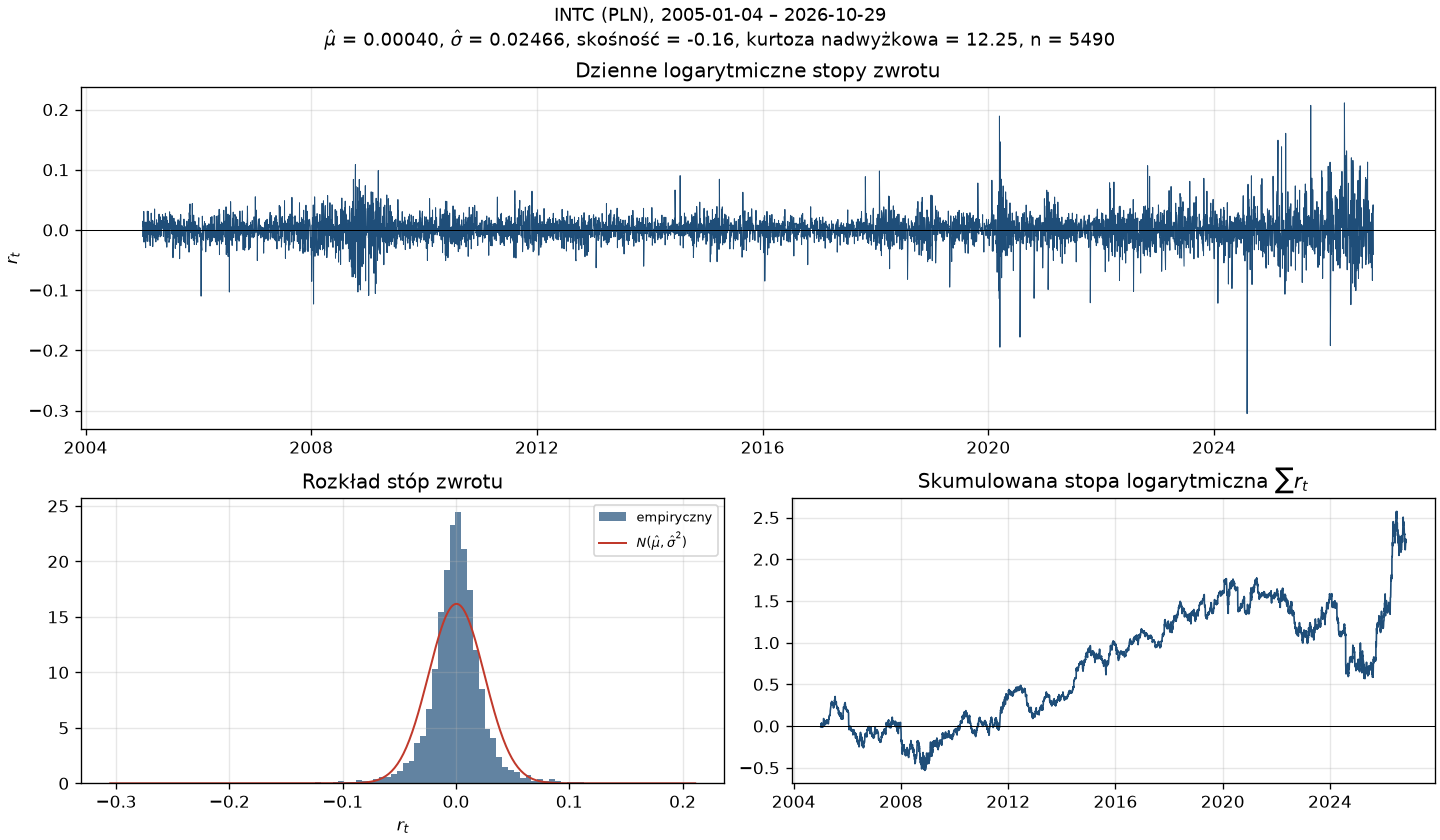 INTC (PLN), 2005-01-04 – 2026-10-29
μ̂ = 0.00040, σ̂ = 0.02466, skośność = -0.16, kurtoza nadwyżkowa = 12.25, n = 5490
Dzienne logarytmiczne stopy zwrotu
0.2
0.1
0.0
−0.1
−0.2
−0.3
r_t
2004 2008 2012 2016 2020 2024
Rozkład stóp zwrotu
25
20
15
10
5
0
empiryczny
N(μ̂, σ̂²)
−0.3 −0.2 −0.1 0.0 0.1 0.2
r_t
Skumulowana stopa logarytmiczna ∑r_t
2.5
2.0
1.5
1.0
0.5
0.0
−0.5
2004 2008 2012 2016 2020 2024